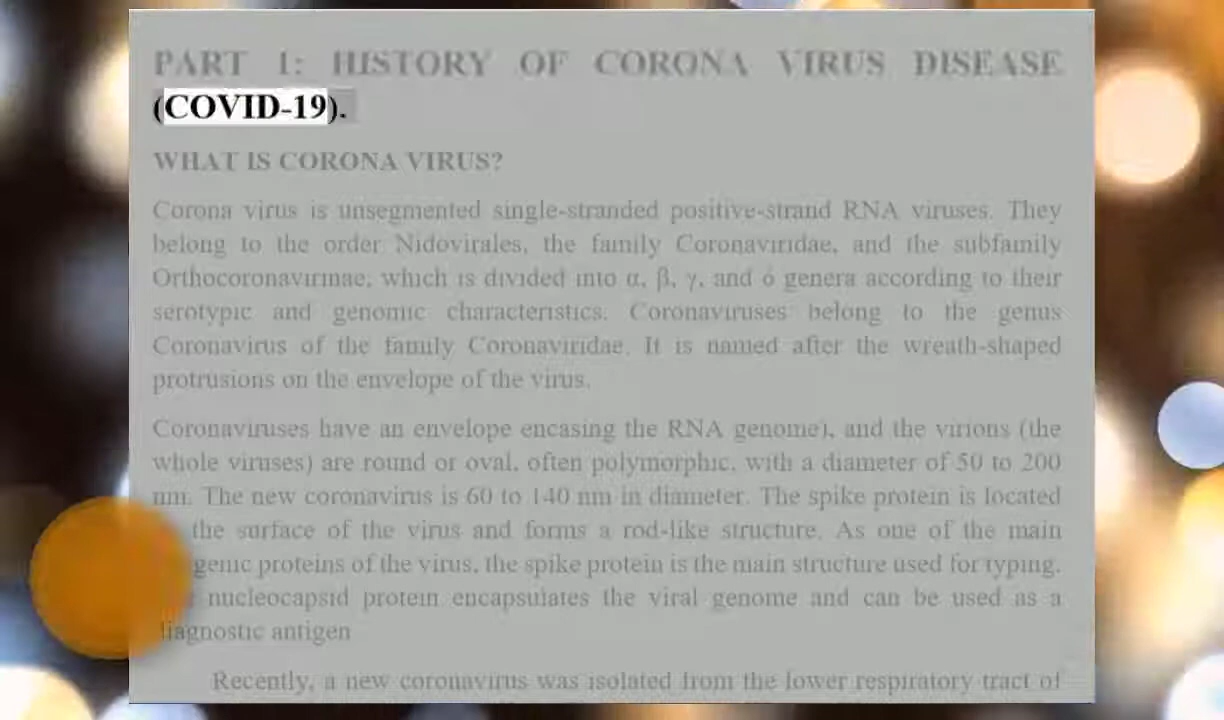 PART 1: HISTORY OF CORONA VIRUS DISEASE
(COVID-19).
WHAT IS CORONA VIRUS?
Corona virus is unsegmented single-stranded positive-strand RNA viruses. They
belong to the order Nidovirales, the family Coronaviridae, and the subfamily
Orthocoronavirinae, which is divided into α, β, γ, and δ genera according to their
serotypic and genomic characteristics. Coronaviruses belong to the genus
Coronavirus of the family Coronaviridae. It is named after the wreath-shaped
protrusions on the envelope of the virus.
Coronaviruses have an envelope encasing the RNA genome), and the virions (the
whole viruses) are round or oval, often polymorphic, with a diameter of 50 to 200
nm. The new coronavirus is 60 to 140 nm in diameter. The spike protein is located
the surface of the virus and forms a rod-like structure. As one of the main
genic proteins of the virus, the spike protein is the main structure used for typing.
nucleocapsid protein encapsulates the viral genome and can be used as a
diagnostic antigen
Recently, a new coronavirus was isolated from the lower respiratory tract of